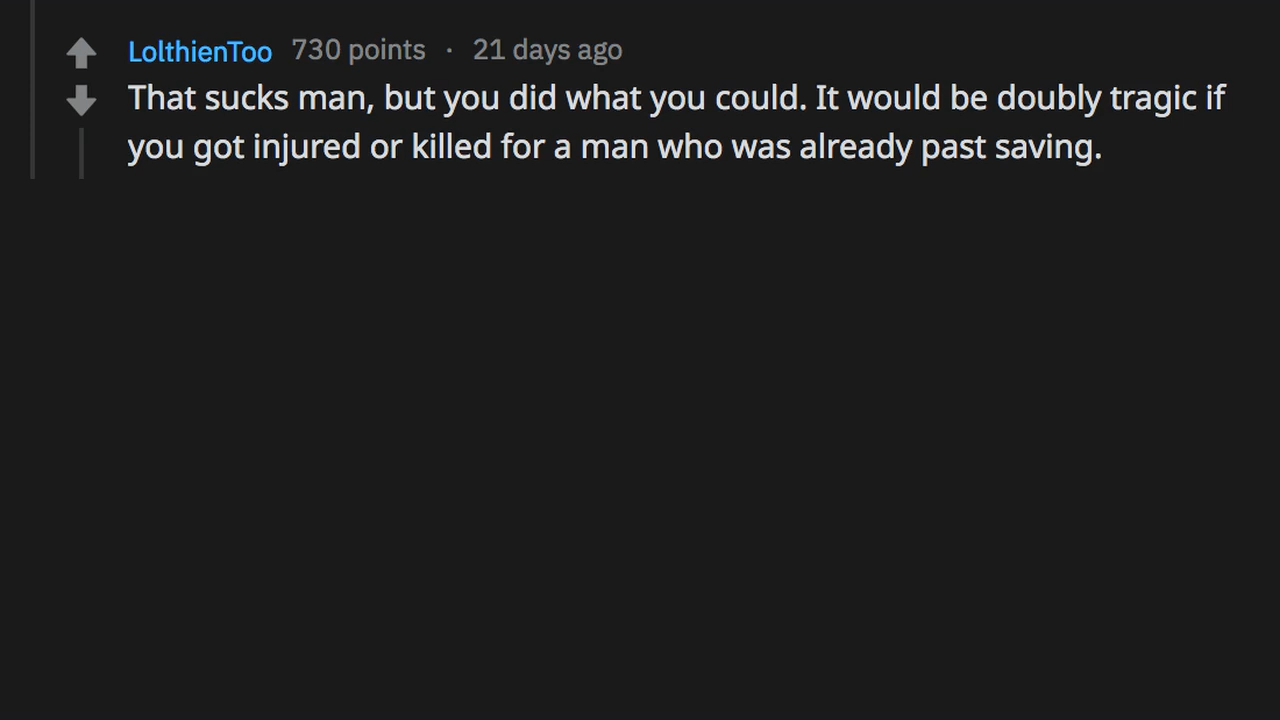 LolthienToo 730 points · 21 days ago
That sucks man, but you did what you could. It would be doubly tragic if
you got injured or killed for a man who was already past saving.